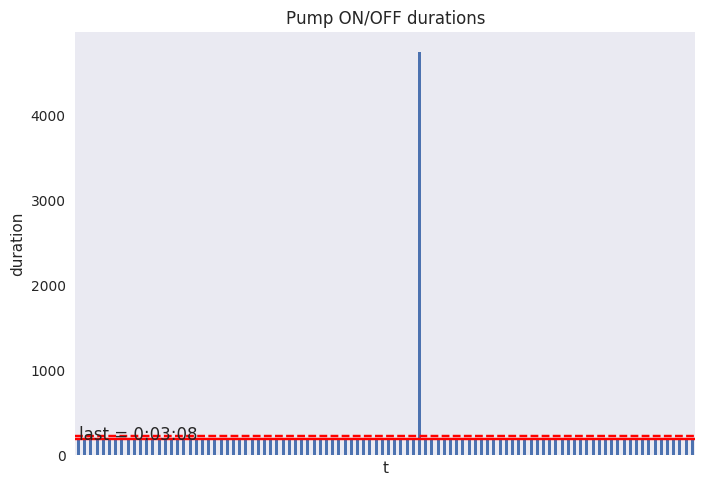 Pump ON/OFF durations
4000
3000
2000
1000
0
duration
last = 0:03:08
t